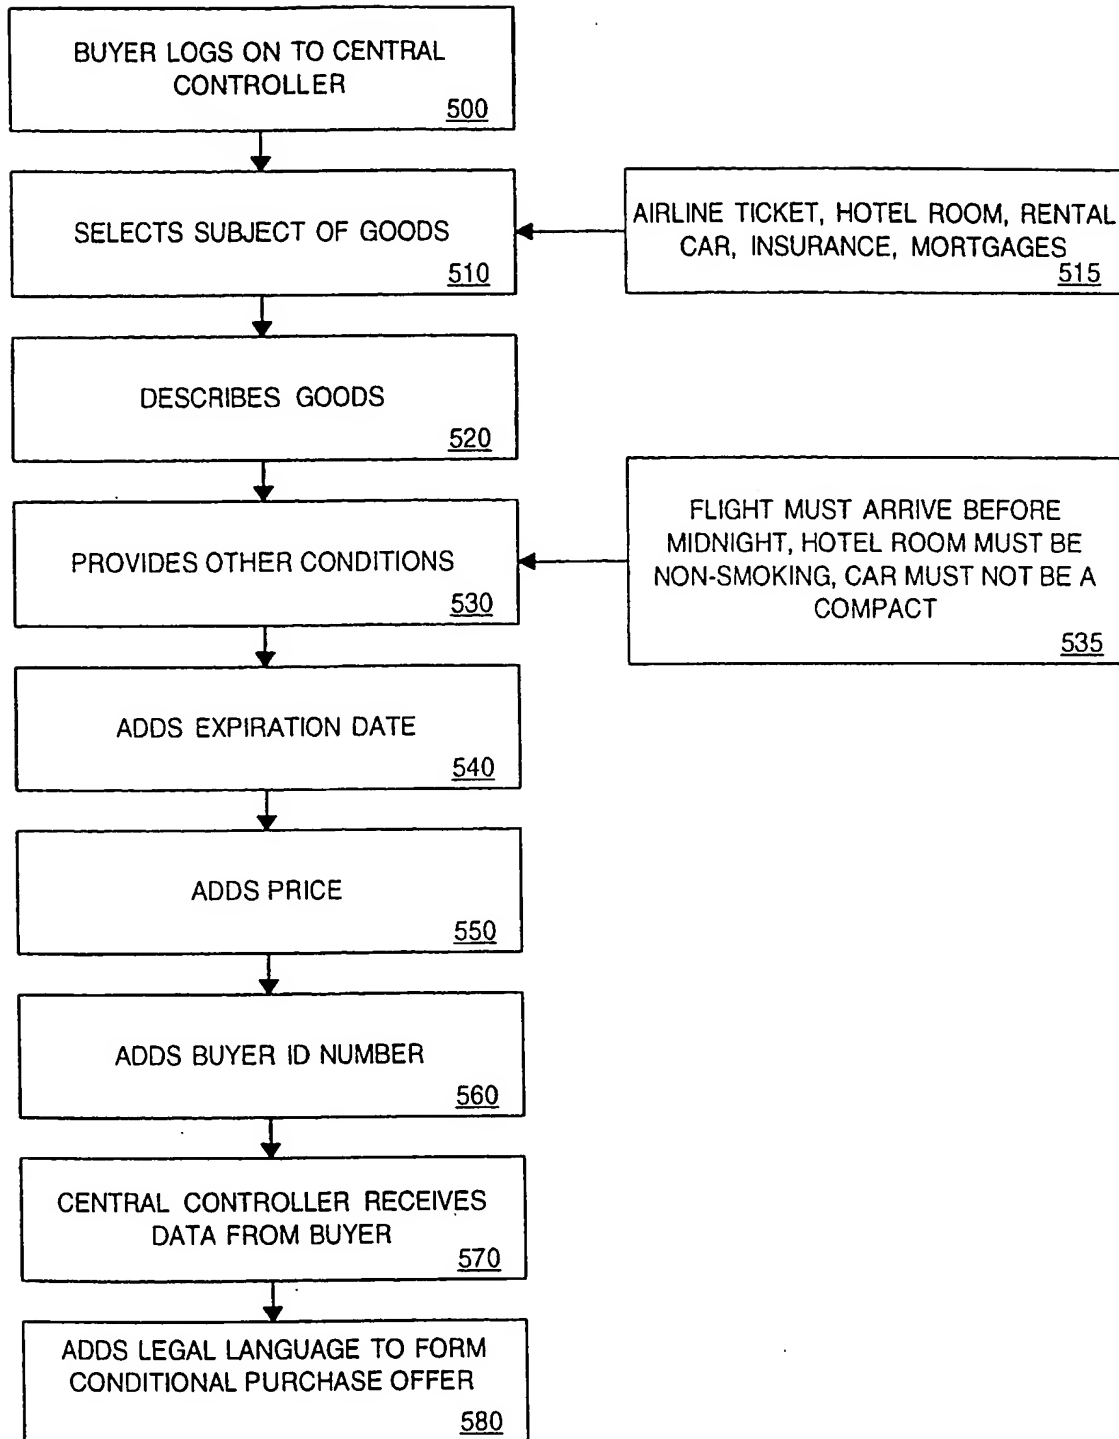 BUYER LOGS ON TO CENTRAL
CONTROLLER
500
SELECTS SUBJECT OF GOODS
510
AIRLINE TICKET, HOTEL ROOM, RENTAL
CAR, INSURANCE, MORTGAGES
515
DESCRIBES GOODS
520
PROVIDES OTHER CONDITIONS
530
FLIGHT MUST ARRIVE BEFORE
MIDNIGHT, HOTEL ROOM MUST BE
NON-SMOKING, CAR MUST NOT BE A
COMPACT
535
ADDS EXPIRATION DATE
540
ADDS PRICE
550
ADDS BUYER ID NUMBER
560
CENTRAL CONTROLLER RECEIVES
DATA FROM BUYER
570
ADDS LEGAL LANGUAGE TO FORM
CONDITIONAL PURCHASE OFFER
580